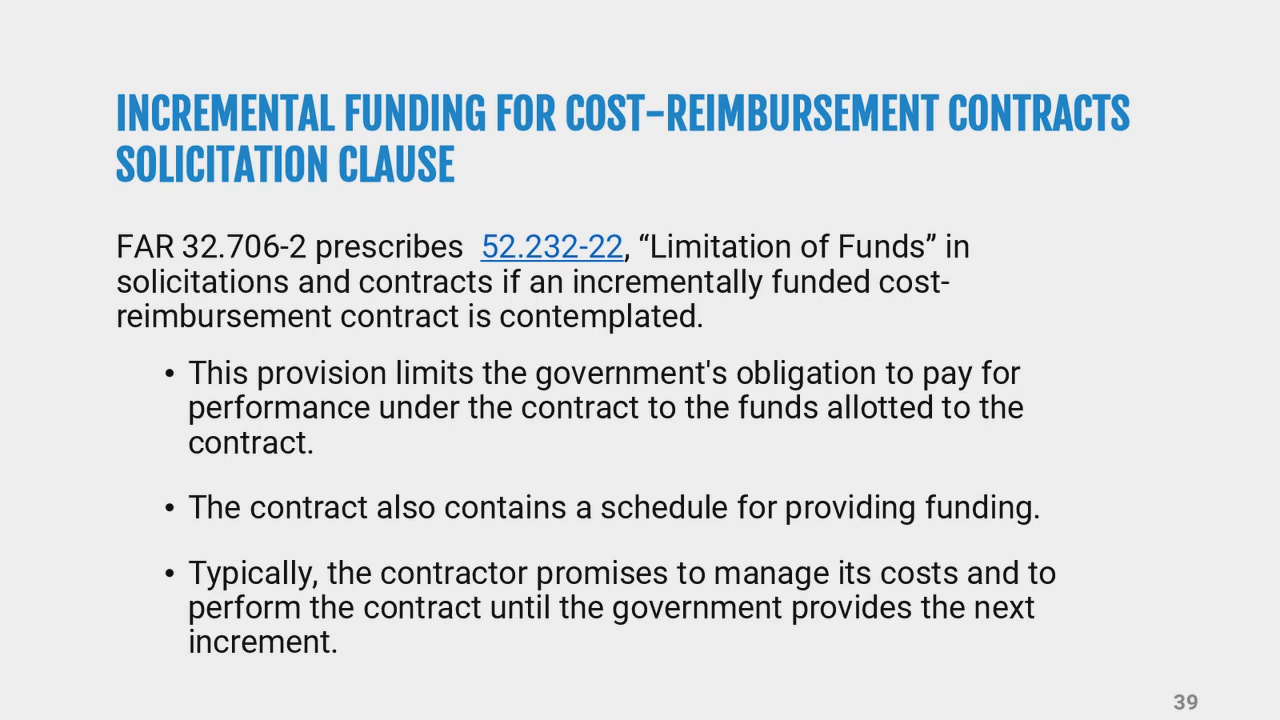 INCREMENTAL FUNDING FOR COST-REIMBURSEMENT CONTRACTS
SOLICITATION CLAUSE
FAR 32.706-2 prescribes  52.232-22, “Limitation of Funds” in
solicitations and contracts if an incrementally funded cost-
reimbursement contract is contemplated.
• This provision limits the government's obligation to pay for
performance under the contract to the funds allotted to the
contract.
• The contract also contains a schedule for providing funding.
• Typically, the contractor promises to manage its costs and to
perform the contract until the government provides the next
increment.
39